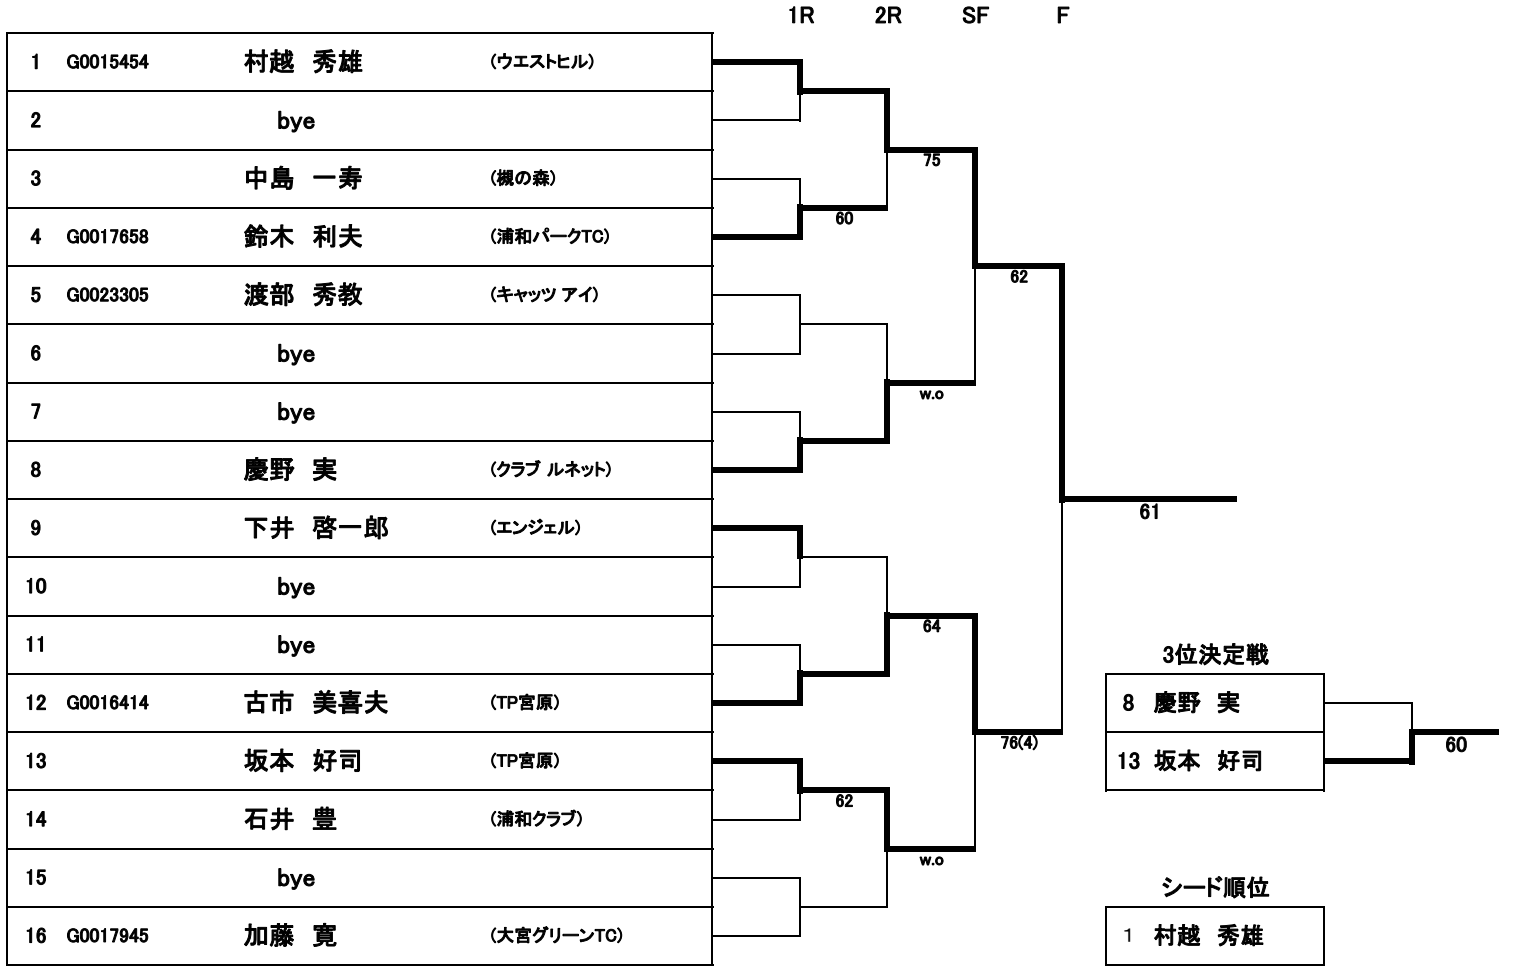 1R 2R SF F
1 G0015454 村越 秀雄 (ウエストヒル)
2 bye
75
3 中島 一寿 (槻の森)
60
4 G0017658 鈴木 利夫 (浦和パークTC)
62
5 G0023305 渡部 秀教 (キャッツ アイ)
6 bye
w.o
7 bye
8 慶野 実 (クラブ ルネット)
61
9 下井 啓一郎 (エンジェル)
10 bye
64
11 bye
3位決定戦
12 G0016414 古市 美喜夫 (TP宮原)
8 慶野 実
76(4)
60
13 坂本 好司 (TP宮原)
13 坂本 好司
62
14 石井 豊 (浦和クラブ)
w.o
15 bye
シード順位
16 G0017945 加藤 寛 (大宮グリーンTC)
1 村越 秀雄